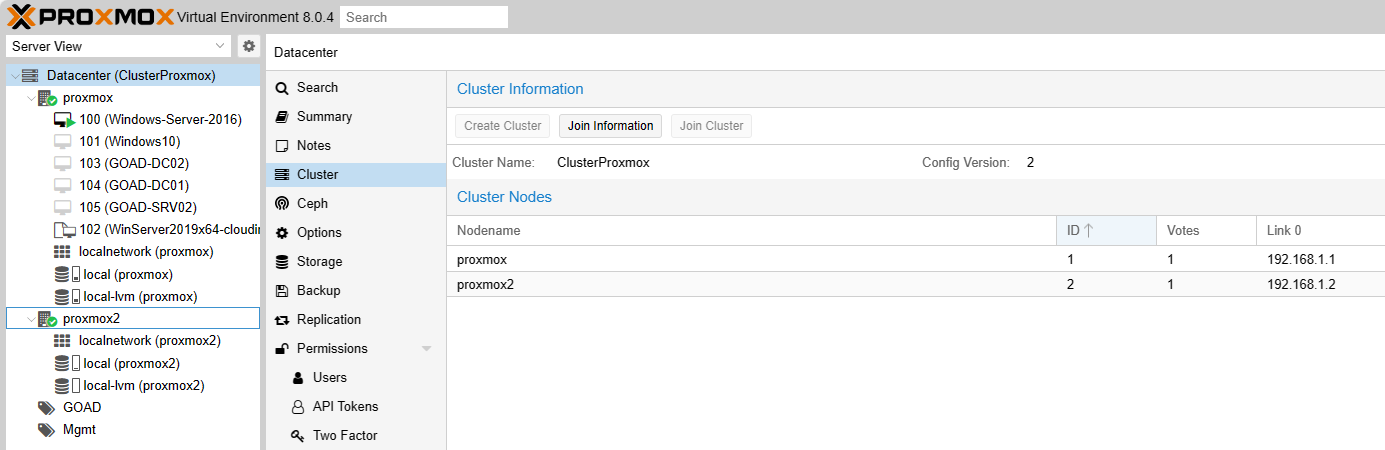 PROXMOX Virtual Environment 8.0.4 Search
Server View
Datacenter (ClusterProxmox)
proxmox
100 (Windows-Server-2016)
101 (Windows10)
103 (GOAD-DC02)
104 (GOAD-DC01)
105 (GOAD-SRV02)
102 (WinServer2019x64-cloudin
localnetwork (proxmox)
local (proxmox)
local-lvm (proxmox)
proxmox2
localnetwork (proxmox2)
local (proxmox2)
local-lvm (proxmox2)
GOAD
Mgmt
Datacenter
Search
Summary
Notes
Cluster
Ceph
Options
Storage
Backup
Replication
Permissions
Users
API Tokens
Two Factor
Cluster Information
Create Cluster Join Information Join Cluster
Cluster Name: ClusterProxmox Config Version: 2
Cluster Nodes
Nodename ID Votes Link 0
proxmox 1 1 192.168.1.1
proxmox2 2 1 192.168.1.2